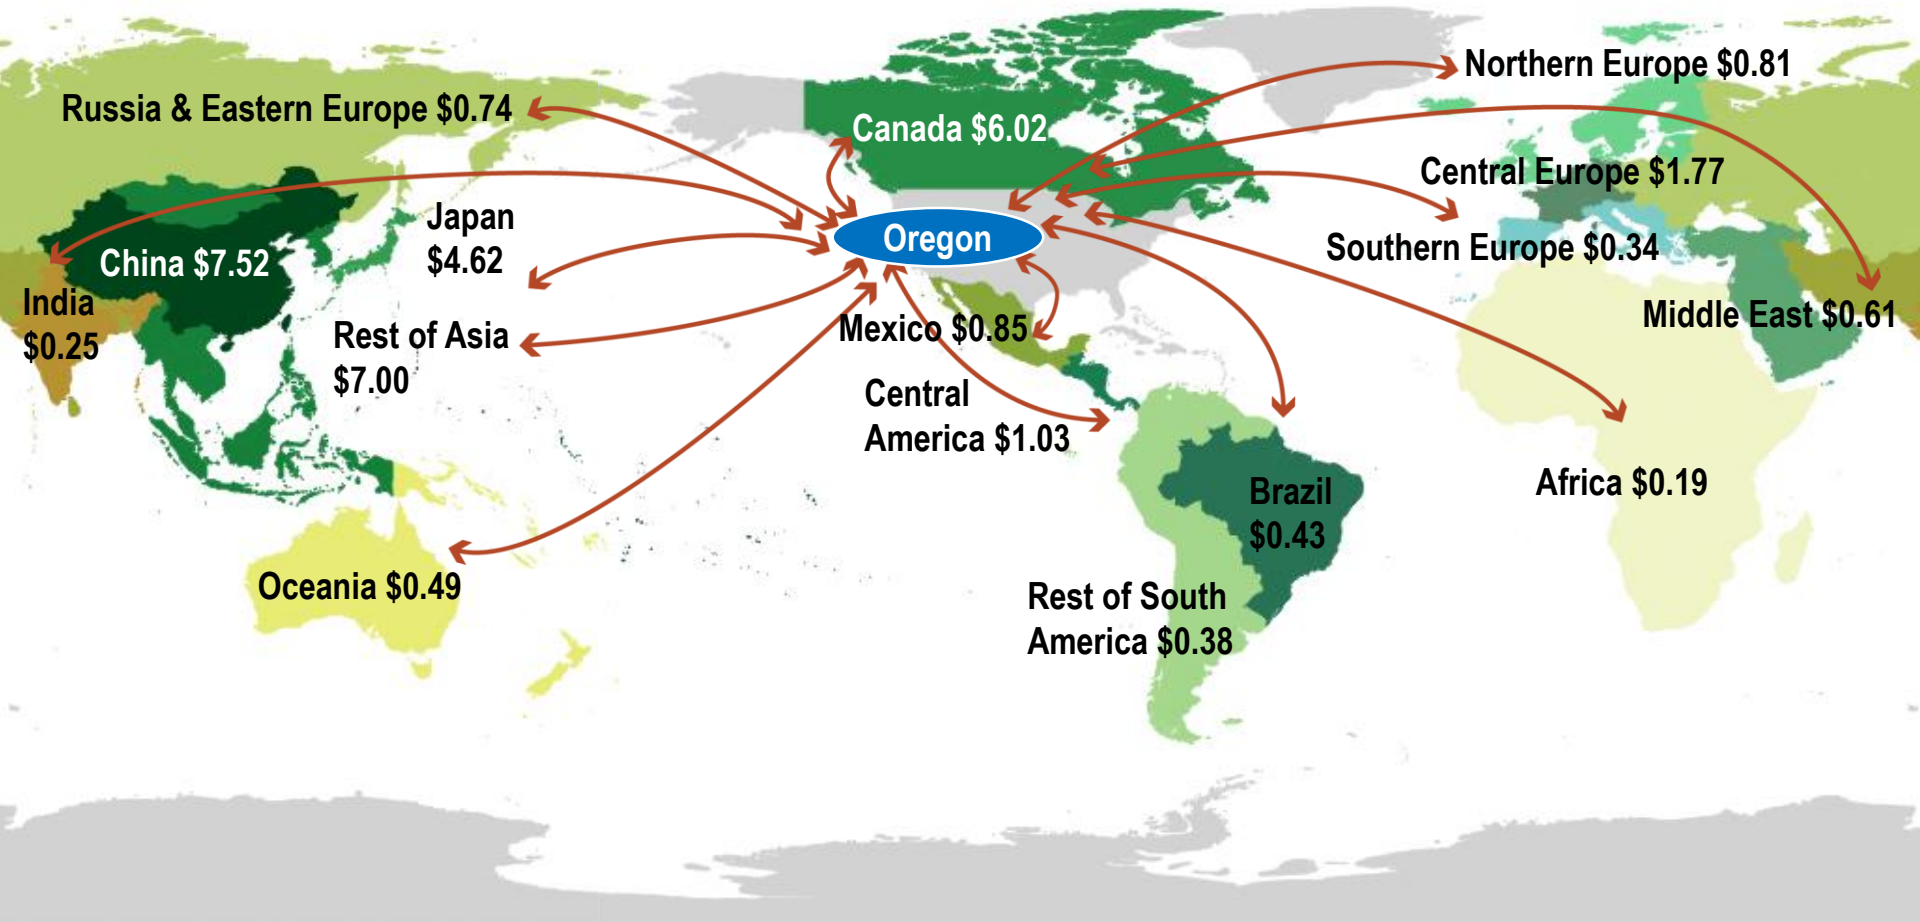 Northern Europe $0.81
Russia & Eastern Europe $0.74
Canada $6.02
Central Europe $1.77
Japan
$4.62
Oregon
Southern Europe $0.34
China $7.52
India
$0.25
Middle East $0.61
Rest of Asia
$7.00
Mexico $0.85
Central
America $1.03
Africa $0.19
Brazil
$0.43
Oceania $0.49
Rest of South
America $0.38